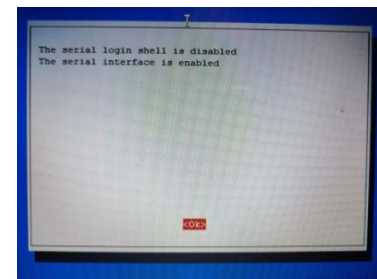 The serial login shell is disabled
The serial interface is enabled
<Ok>